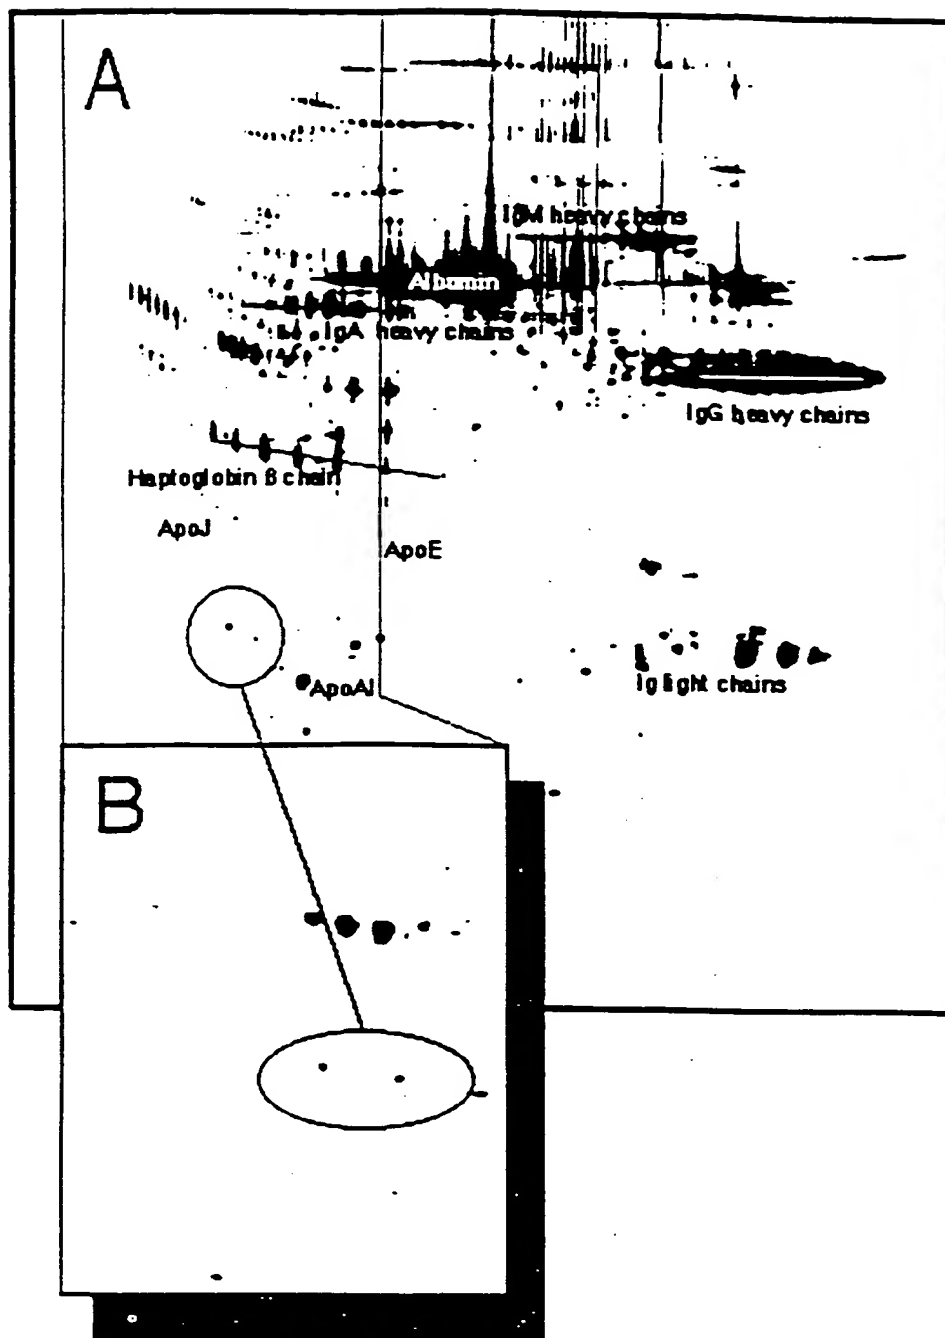 A
IgM heavy chains
Albumin
IgA heavy chains
IgG heavy chains
Haptoglobin β chain
ApoJ
ApoE
ApoAI
Ig light chains
B